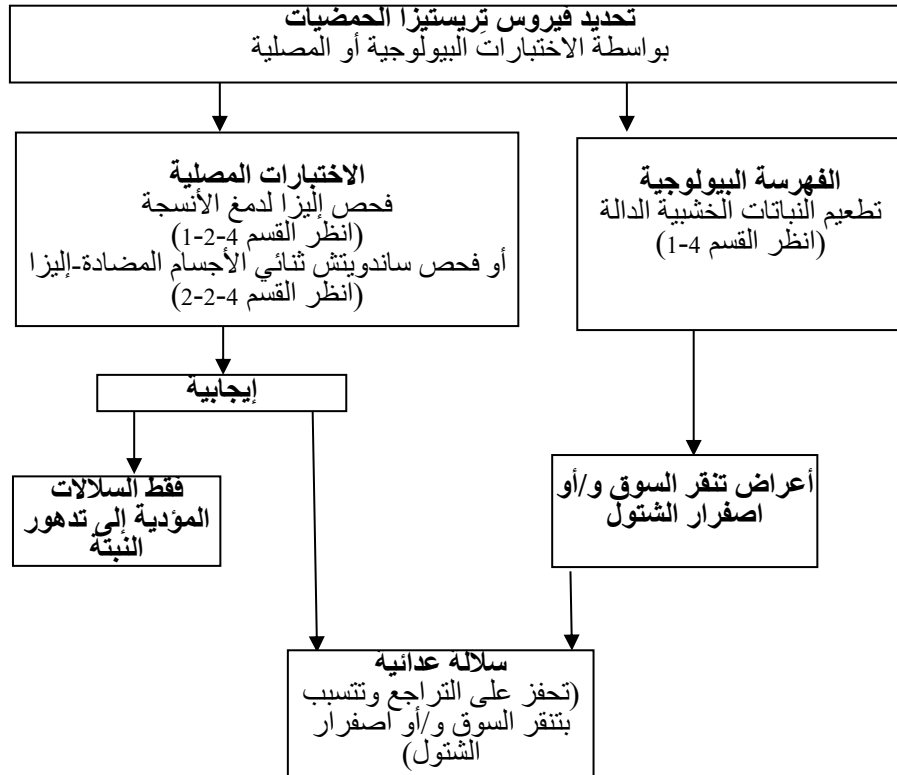 تحديد فيروس تريستيزا الحمضيات
بواسطة الاختبارات البيولوجية أو المصلية
الفهرسة البيولوجية
تطعيم النباتات الخشبية الدالة
(انظر القسم 4-1)
الاختبارات المصلية
فحص إليزا لدمغ الأنسجة
(انظر القسم 4-2-1)
أو فحص ساندويتش ثنائي الأجسام المضادة-إليزا
(انظر القسم 4-2-2)
إيجابية
أعراض تنقر السوق و/أو
اصفرار الشتول
فقط السلالات
المؤدية إلى تدهور
النبتة
سلالة عدائية
(تحفز على التراجع وتتسبب
بتنقر السوق و/أو اصفرار
الشتول)